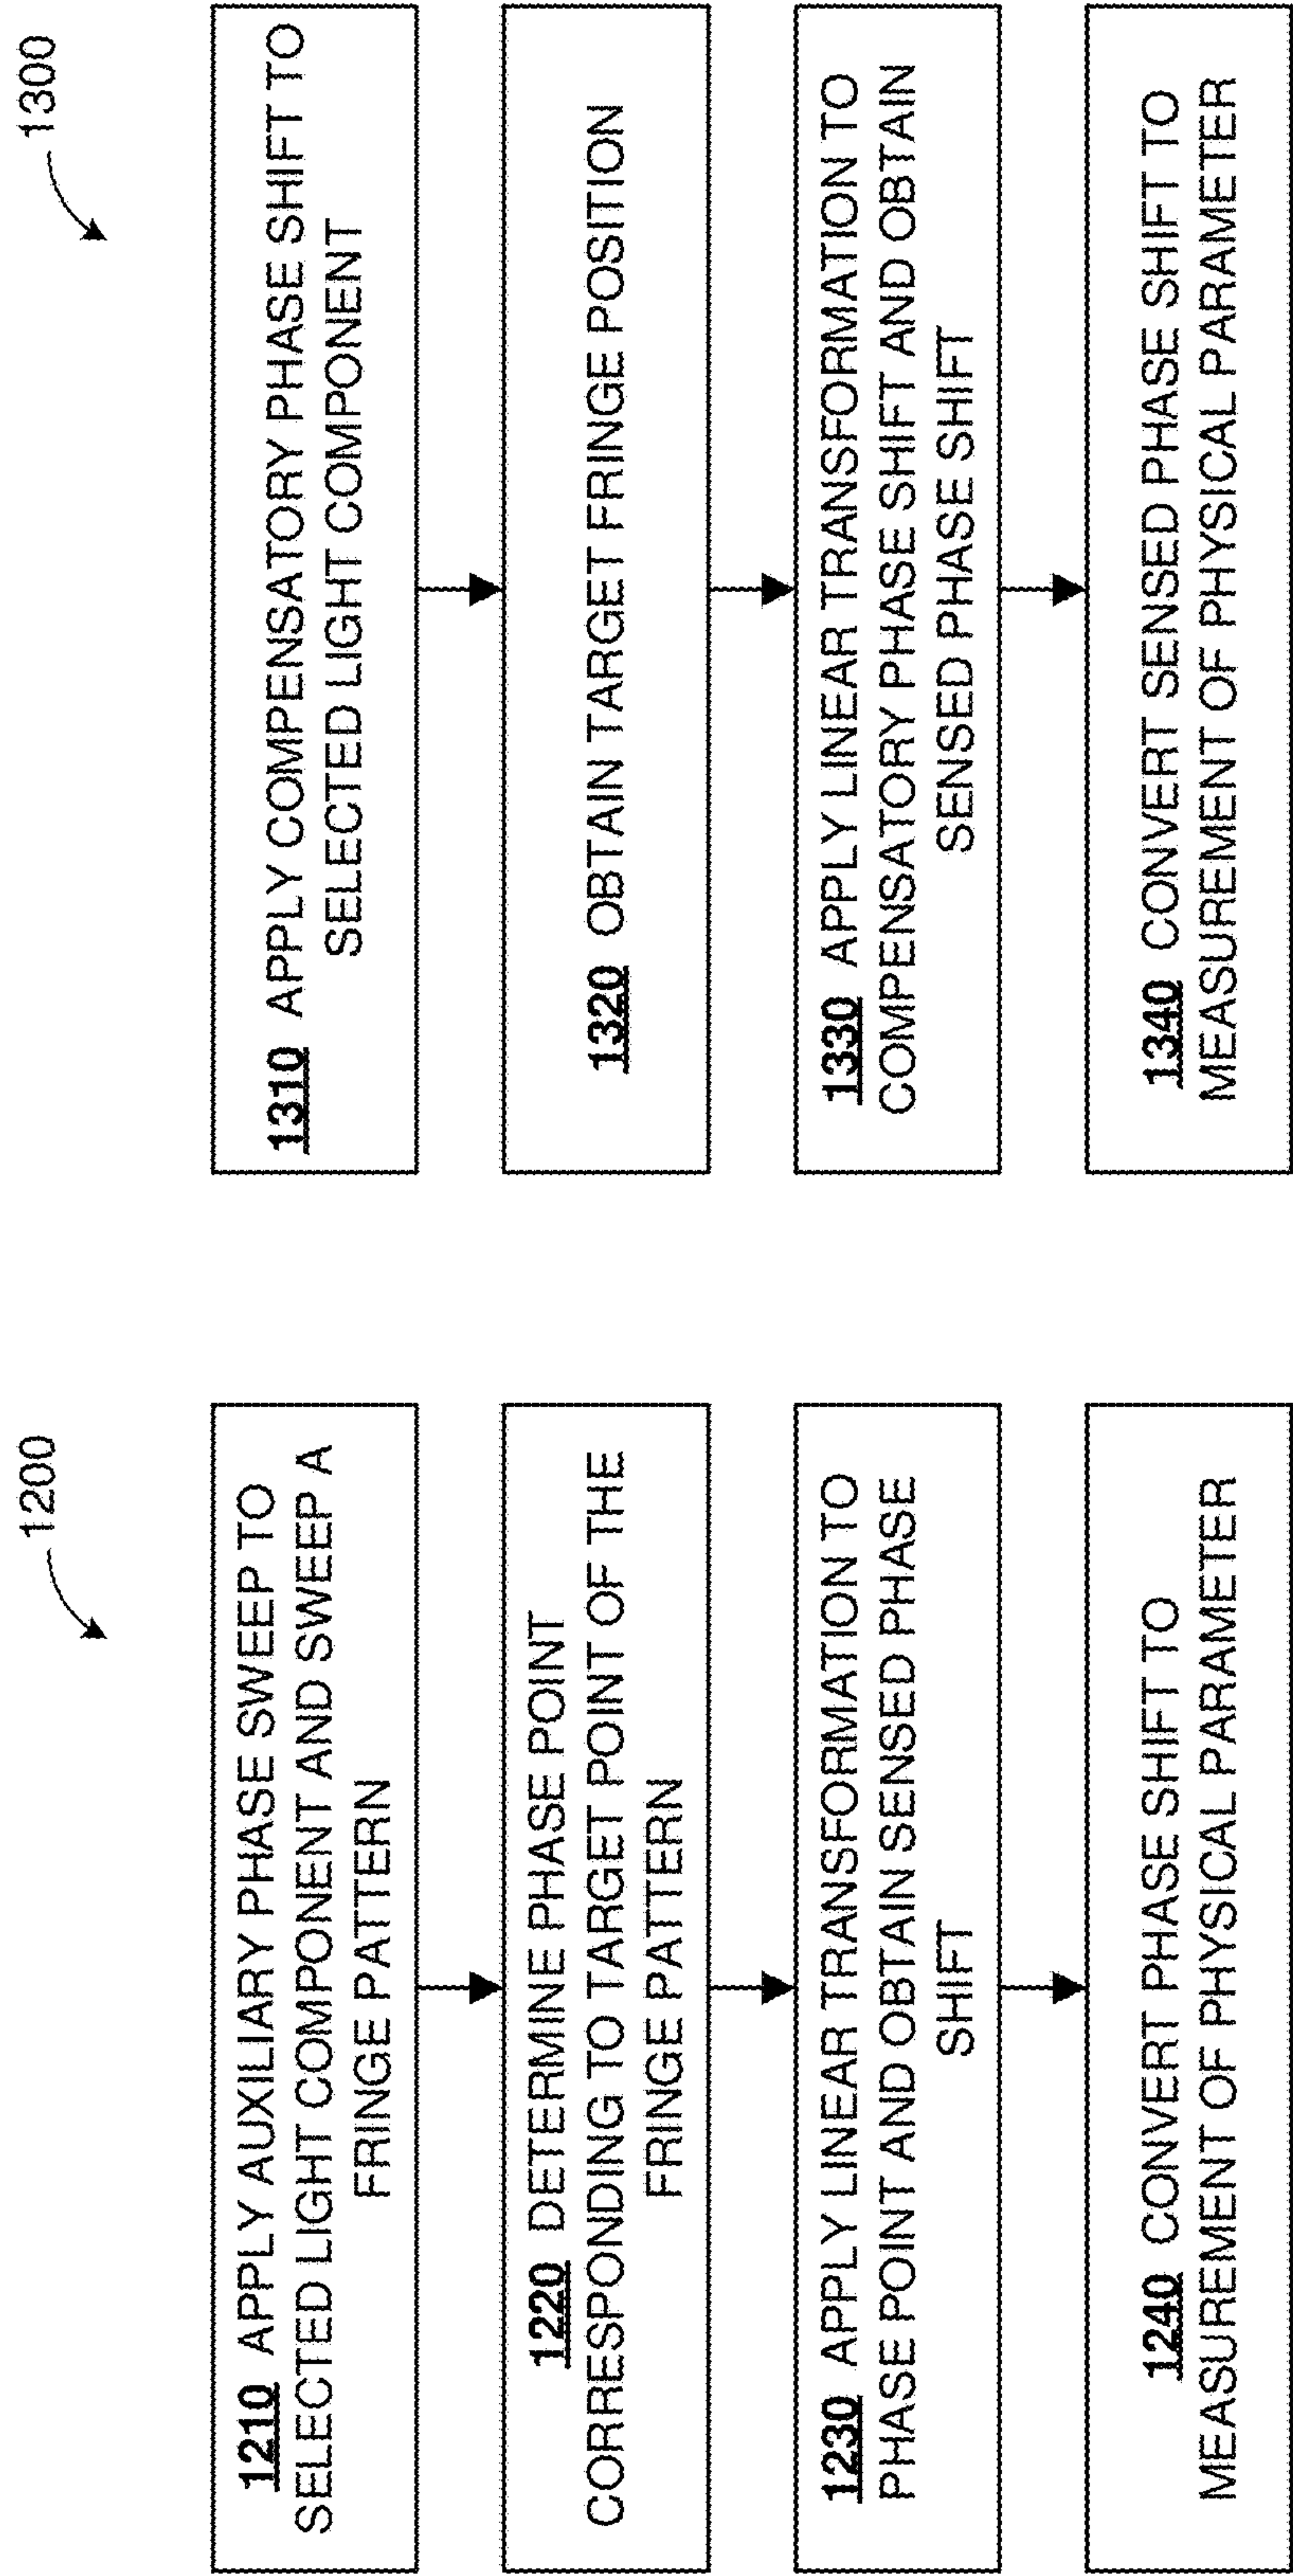 1200
1210 APPLY AUXILIARY PHASE SWEEP TO
SELECTED LIGHT COMPONENT AND SWEEP A
FRINGE PATTERN
1220 DETERMINE PHASE POINT
CORRESPONDING TO TARGET POINT OF THE
FRINGE PATTERN
1230 APPLY LINEAR TRANSFORMATION TO
PHASE POINT AND OBTAIN SENSED PHASE
SHIFT
1240 CONVERT PHASE SHIFT TO
MEASUREMENT OF PHYSICAL PARAMETER
1300
1310 APPLY COMPENSATORY PHASE SHIFT TO
SELECTED LIGHT COMPONENT
1320 OBTAIN TARGET FRINGE POSITION
1330 APPLY LINEAR TRANSFORMATION TO
COMPENSATORY PHASE SHIFT AND OBTAIN
SENSED PHASE SHIFT
1340 CONVERT SENSED PHASE SHIFT TO
MEASUREMENT OF PHYSICAL PARAMETER